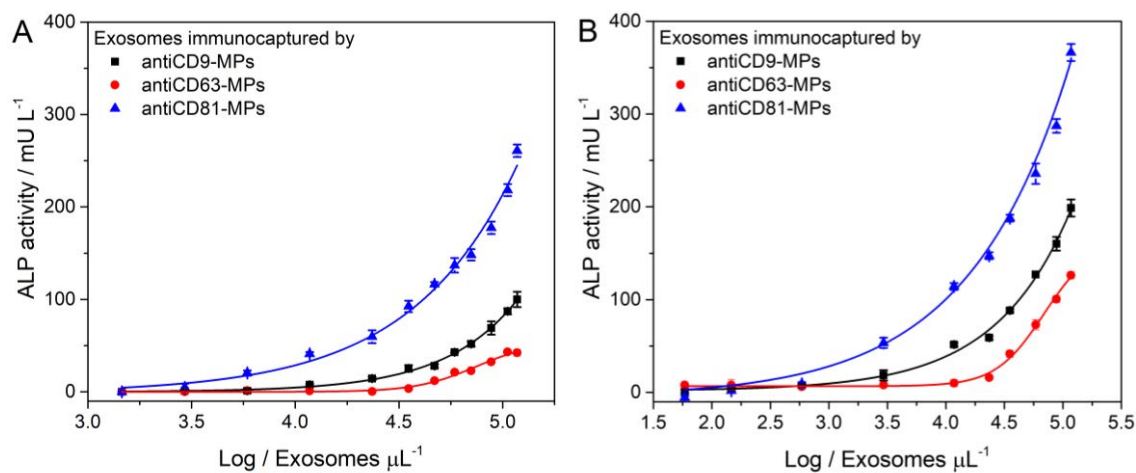 A
Exosomes immunocaptured by
antiCD9-MPs
antiCD63-MPs
antiCD81-MPs
400
300
200
100
0
ALP activity / mU L⁻¹
3.0 3.5 4.0 4.5 5.0
Log / Exosomes μL⁻¹
B
Exosomes immunocaptured by
antiCD9-MPs
antiCD63-MPs
antiCD81-MPs
400
300
200
100
0
ALP activity / mU L⁻¹
1.5 2.0 2.5 3.0 3.5 4.0 4.5 5.0 5.5
Log / Exosomes μL⁻¹